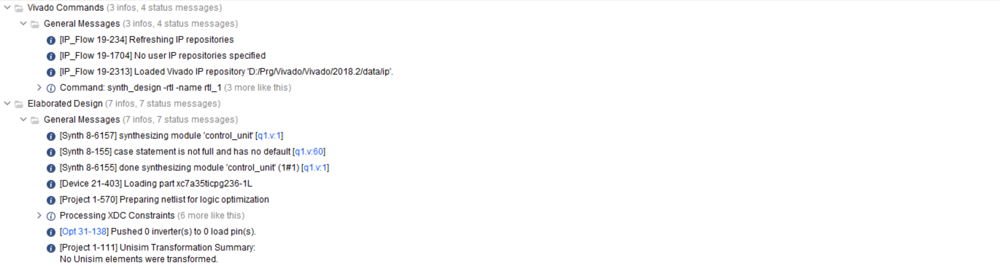 Vivado Commands (3 infos, 4 status messages)
General Messages (3 infos, 4 status messages)
[IP_Flow 19-234] Refreshing IP repositories
[IP_Flow 19-1704] No user IP repositories specified
[IP_Flow 19-2313] Loaded Vivado IP repository 'D:/Prg/Vivado/Vivado/2018.2/data/ip'.
Command: synth_design -rtl -name rtl_1 (3 more like this)
Elaborated Design (7 infos, 7 status messages)
General Messages (7 infos, 7 status messages)
[Synth 8-6157] synthesizing module 'control_unit' [q1.v:1]
[Synth 8-155] case statement is not full and has no default [q1.v:60]
[Synth 8-6155] done synthesizing module 'control_unit' (1#1) [q1.v:1]
[Device 21-403] Loading part xc7a35ticpg236-1L
[Project 1-570] Preparing netlist for logic optimization
Processing XDC Constraints (6 more like this)
[Opt 31-138] Pushed 0 inverter(s) to 0 load pin(s).
[Project 1-111] Unisim Transformation Summary:
No Unisim elements were transformed.